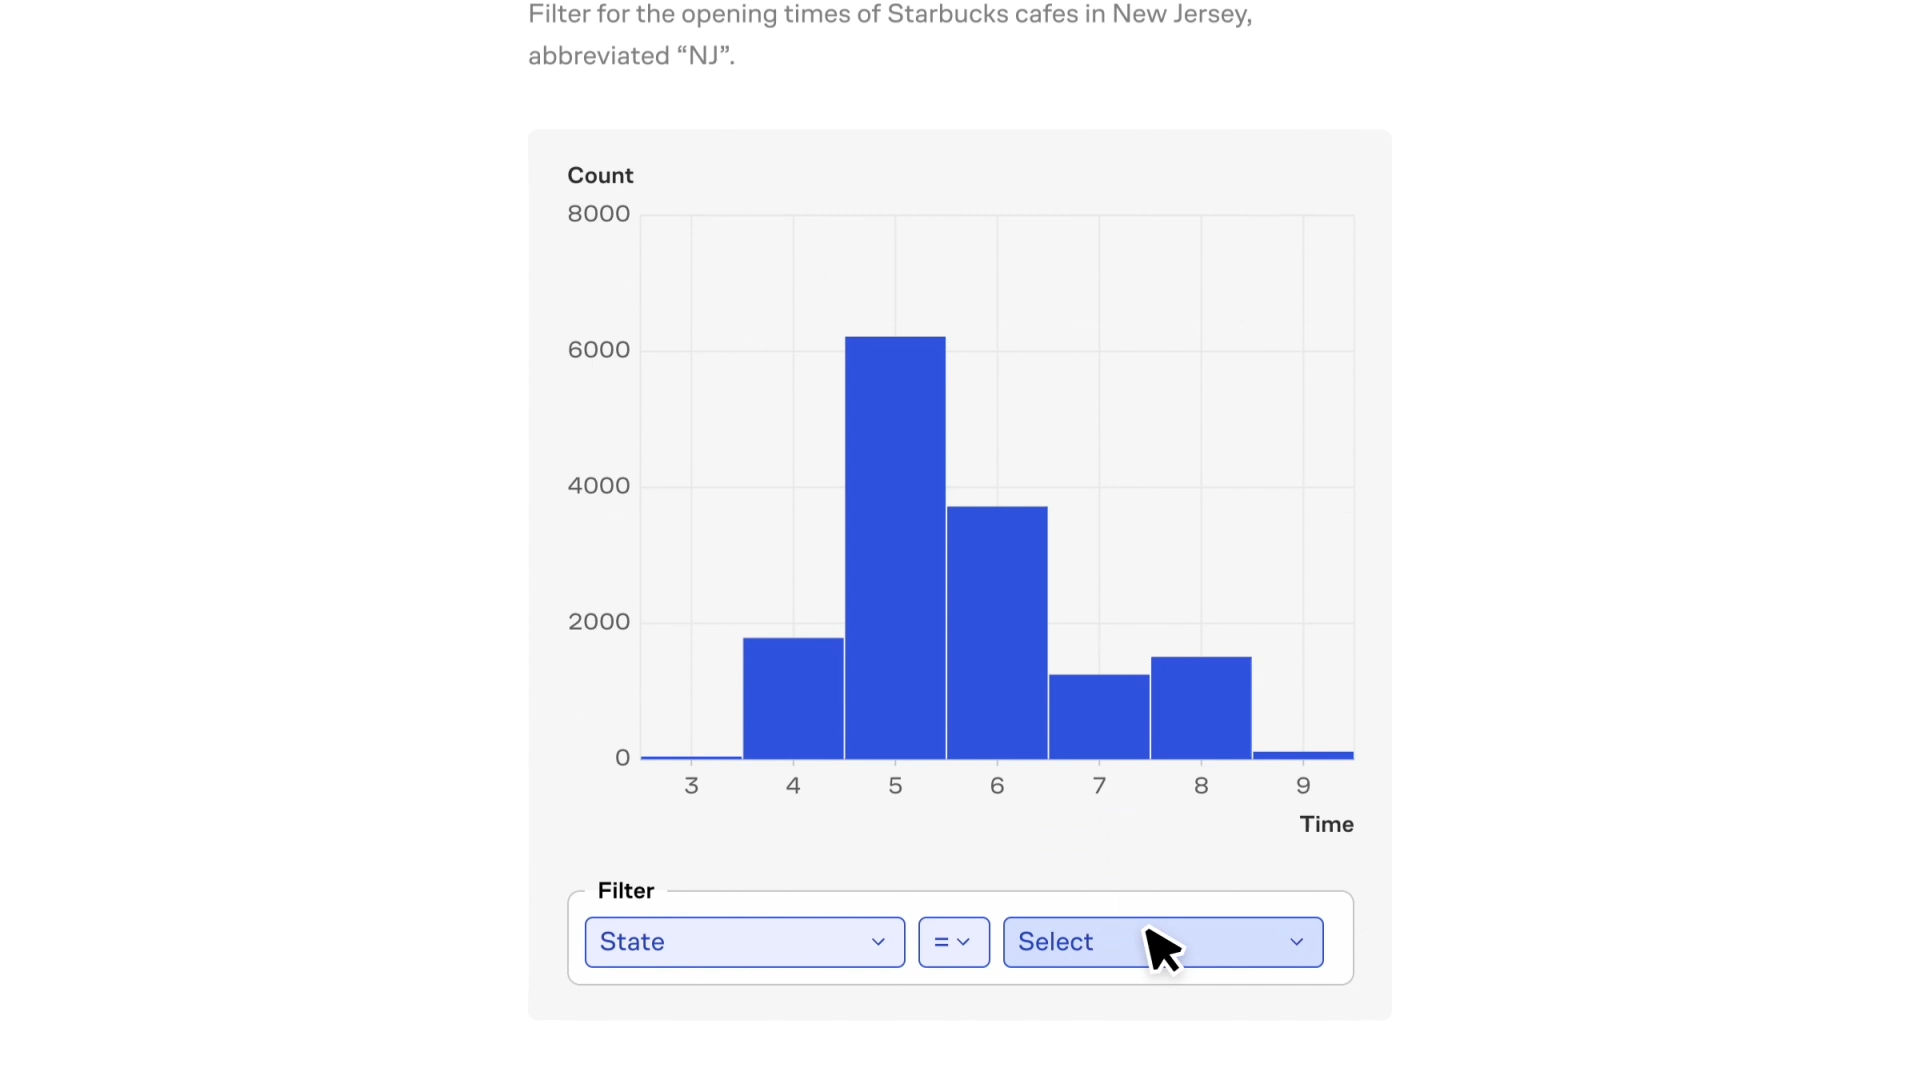 Filter for the opening times of Starbucks cafes in New Jersey,
abbreviated “NJ”.
Count
8000
6000
4000
2000
0
3 4 5 6 7 8 9
Time
Filter
State = Select